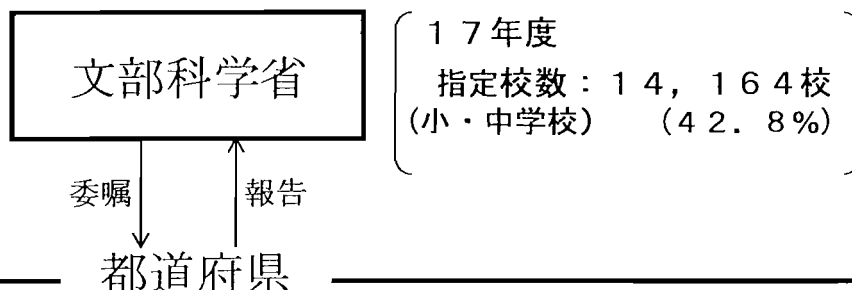 文部科学省
17年度
指定校数:14,164校
(小・中学校) (42.8%)
委嘱
報告
都道府県